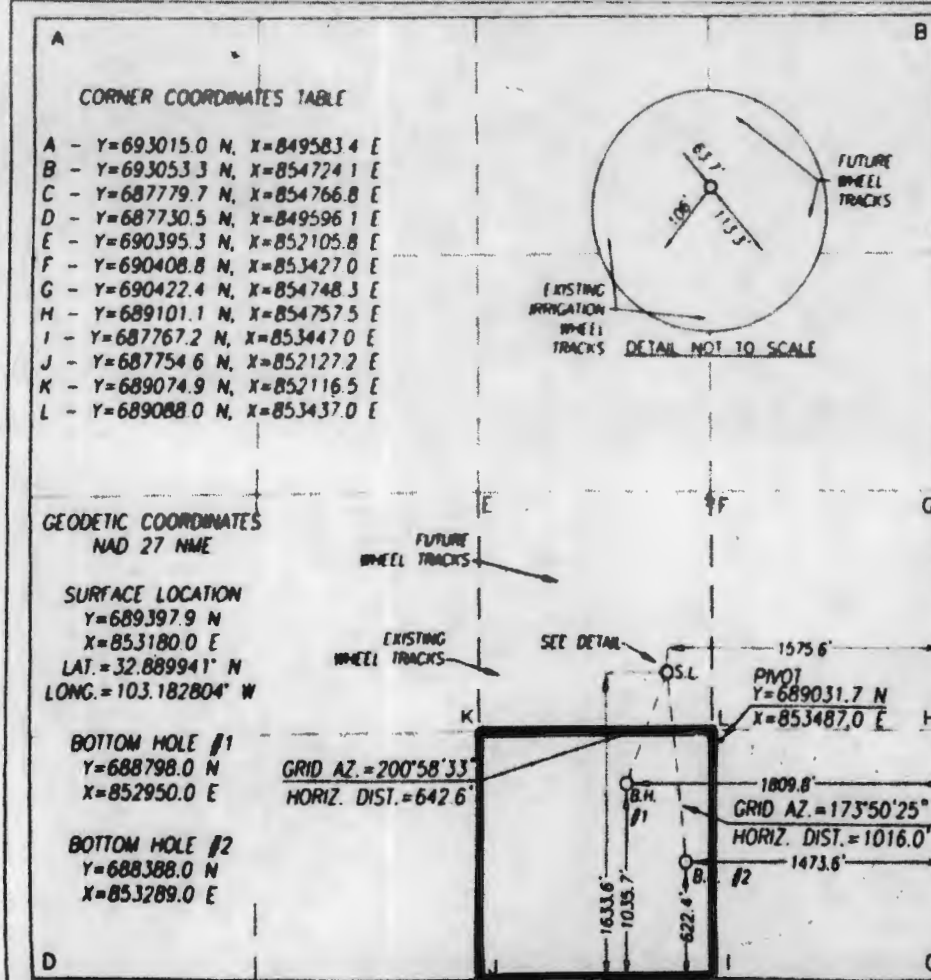 A
B
CORNER COORDINATES TABLE
A - Y=693015.0 N, X=849583.4 E
B - Y=693053.3 N, X=854724.1 E
C - Y=687779.7 N, X=854766.8 E
D - Y=687730.5 N, X=849596.1 E
E - Y=690395.3 N, X=852105.8 E
F - Y=690408.8 N, X=853427.0 E
G - Y=690422.4 N, X=854748.3 E
H - Y=689101.1 N, X=854757.5 E
I - Y=687767.2 N, X=853447.0 E
J - Y=687754.6 N, X=852127.2 E
K - Y=689074.9 N, X=852116.5 E
L - Y=689088.0 N, X=853437.0 E
63.7'
106'
113.3'
FUTURE
WHEEL
TRACKS
EXISTING
IRRIGATION
WHEEL
TRACKS
DETAIL NOT TO SCALE
E
F
G
GEODETIC COORDINATES
NAD 27 NME
SURFACE LOCATION
Y=689397.9 N
X=853180.0 E
LAT.=32.889941° N
LONG.=103.182804° W
BOTTOM HOLE #1
Y=688798.0 N
X=852950.0 E
BOTTOM HOLE #2
Y=688388.0 N
X=853289.0 E
FUTURE
WHEEL TRACKS
EXISTING
WHEEL TRACKS
SEE DETAIL
S.L.
1575.6'
PIVOT
Y=689031.7 N
X=853487.0 E
K
L
H
GRID AZ.=200°58'33"
HORIZ. DIST.=642.6'
B.H.
#1
1809.8'
GRID AZ.=173°50'25"
HORIZ. DIST.=1016.0'
1473.6'
#2
1633.6'
1035.7'
622.4'
D
J
I
C